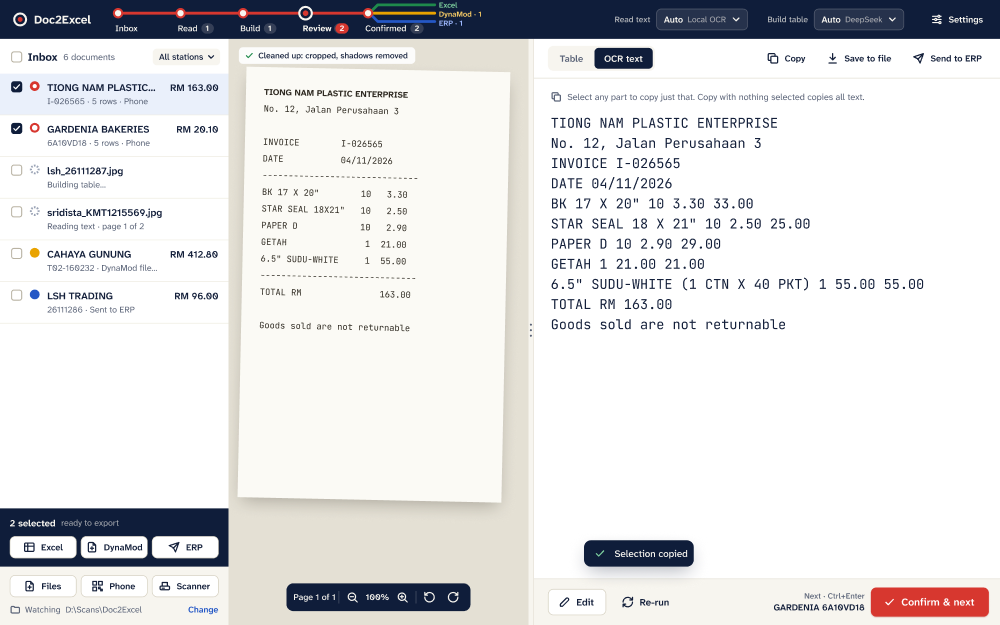 Doc2Excel
Inbox
Read 1
Build 1
Review 2
Confirmed 2
Excel
DynaMod · 1
ERP · 1
Read text Auto Local OCR
Build table Auto DeepSeek
Settings
Inbox 6 documents
All stations
TIONG NAM PLASTIC... RM 163.00
I-026565 · 5 rows · Phone
GARDENIA BAKERIES RM 20.10
6A10VD18 · 5 rows · Phone
lsh_26111287.jpg
Building table...
sridista_KMT1215569.jpg
Reading text · page 1 of 2
CAHAYA GUNUNG RM 412.80
T02-160232 · DynaMod file...
LSH TRADING RM 96.00
26111286 · Sent to ERP
2 selected ready to export
Excel
DynaMod
ERP
Files
Phone
Scanner
Watching D:\Scans\Doc2Excel Change
Cleaned up: cropped, shadows removed
TIONG NAM PLASTIC ENTERPRISE
No. 12, Jalan Perusahaan 3
INVOICE I-026565
DATE 04/11/2026
------------------------------
BK 17 X 20" 10 3.30
STAR SEAL 18X21" 10 2.50
PAPER D 10 2.90
GETAH 1 21.00
6.5" SUDU-WHITE 1 55.00
------------------------------
TOTAL RM 163.00
Goods sold are not returnable
Page 1 of 1 100%
Table
OCR text
Copy
Save to file
Send to ERP
Select any part to copy just that. Copy with nothing selected copies all text.
TIONG NAM PLASTIC ENTERPRISE
No. 12, Jalan Perusahaan 3
INVOICE I-026565
DATE 04/11/2026
BK 17 X 20" 10 3.30 33.00
STAR SEAL 18 X 21" 10 2.50 25.00
PAPER D 10 2.90 29.00
GETAH 1 21.00 21.00
6.5" SUDU-WHITE (1 CTN X 40 PKT) 1 55.00 55.00
TOTAL RM 163.00
Goods sold are not returnable
Selection copied
Edit
Re-run
Next · Ctrl+Enter
GARDENIA 6A10VD18
Confirm & next